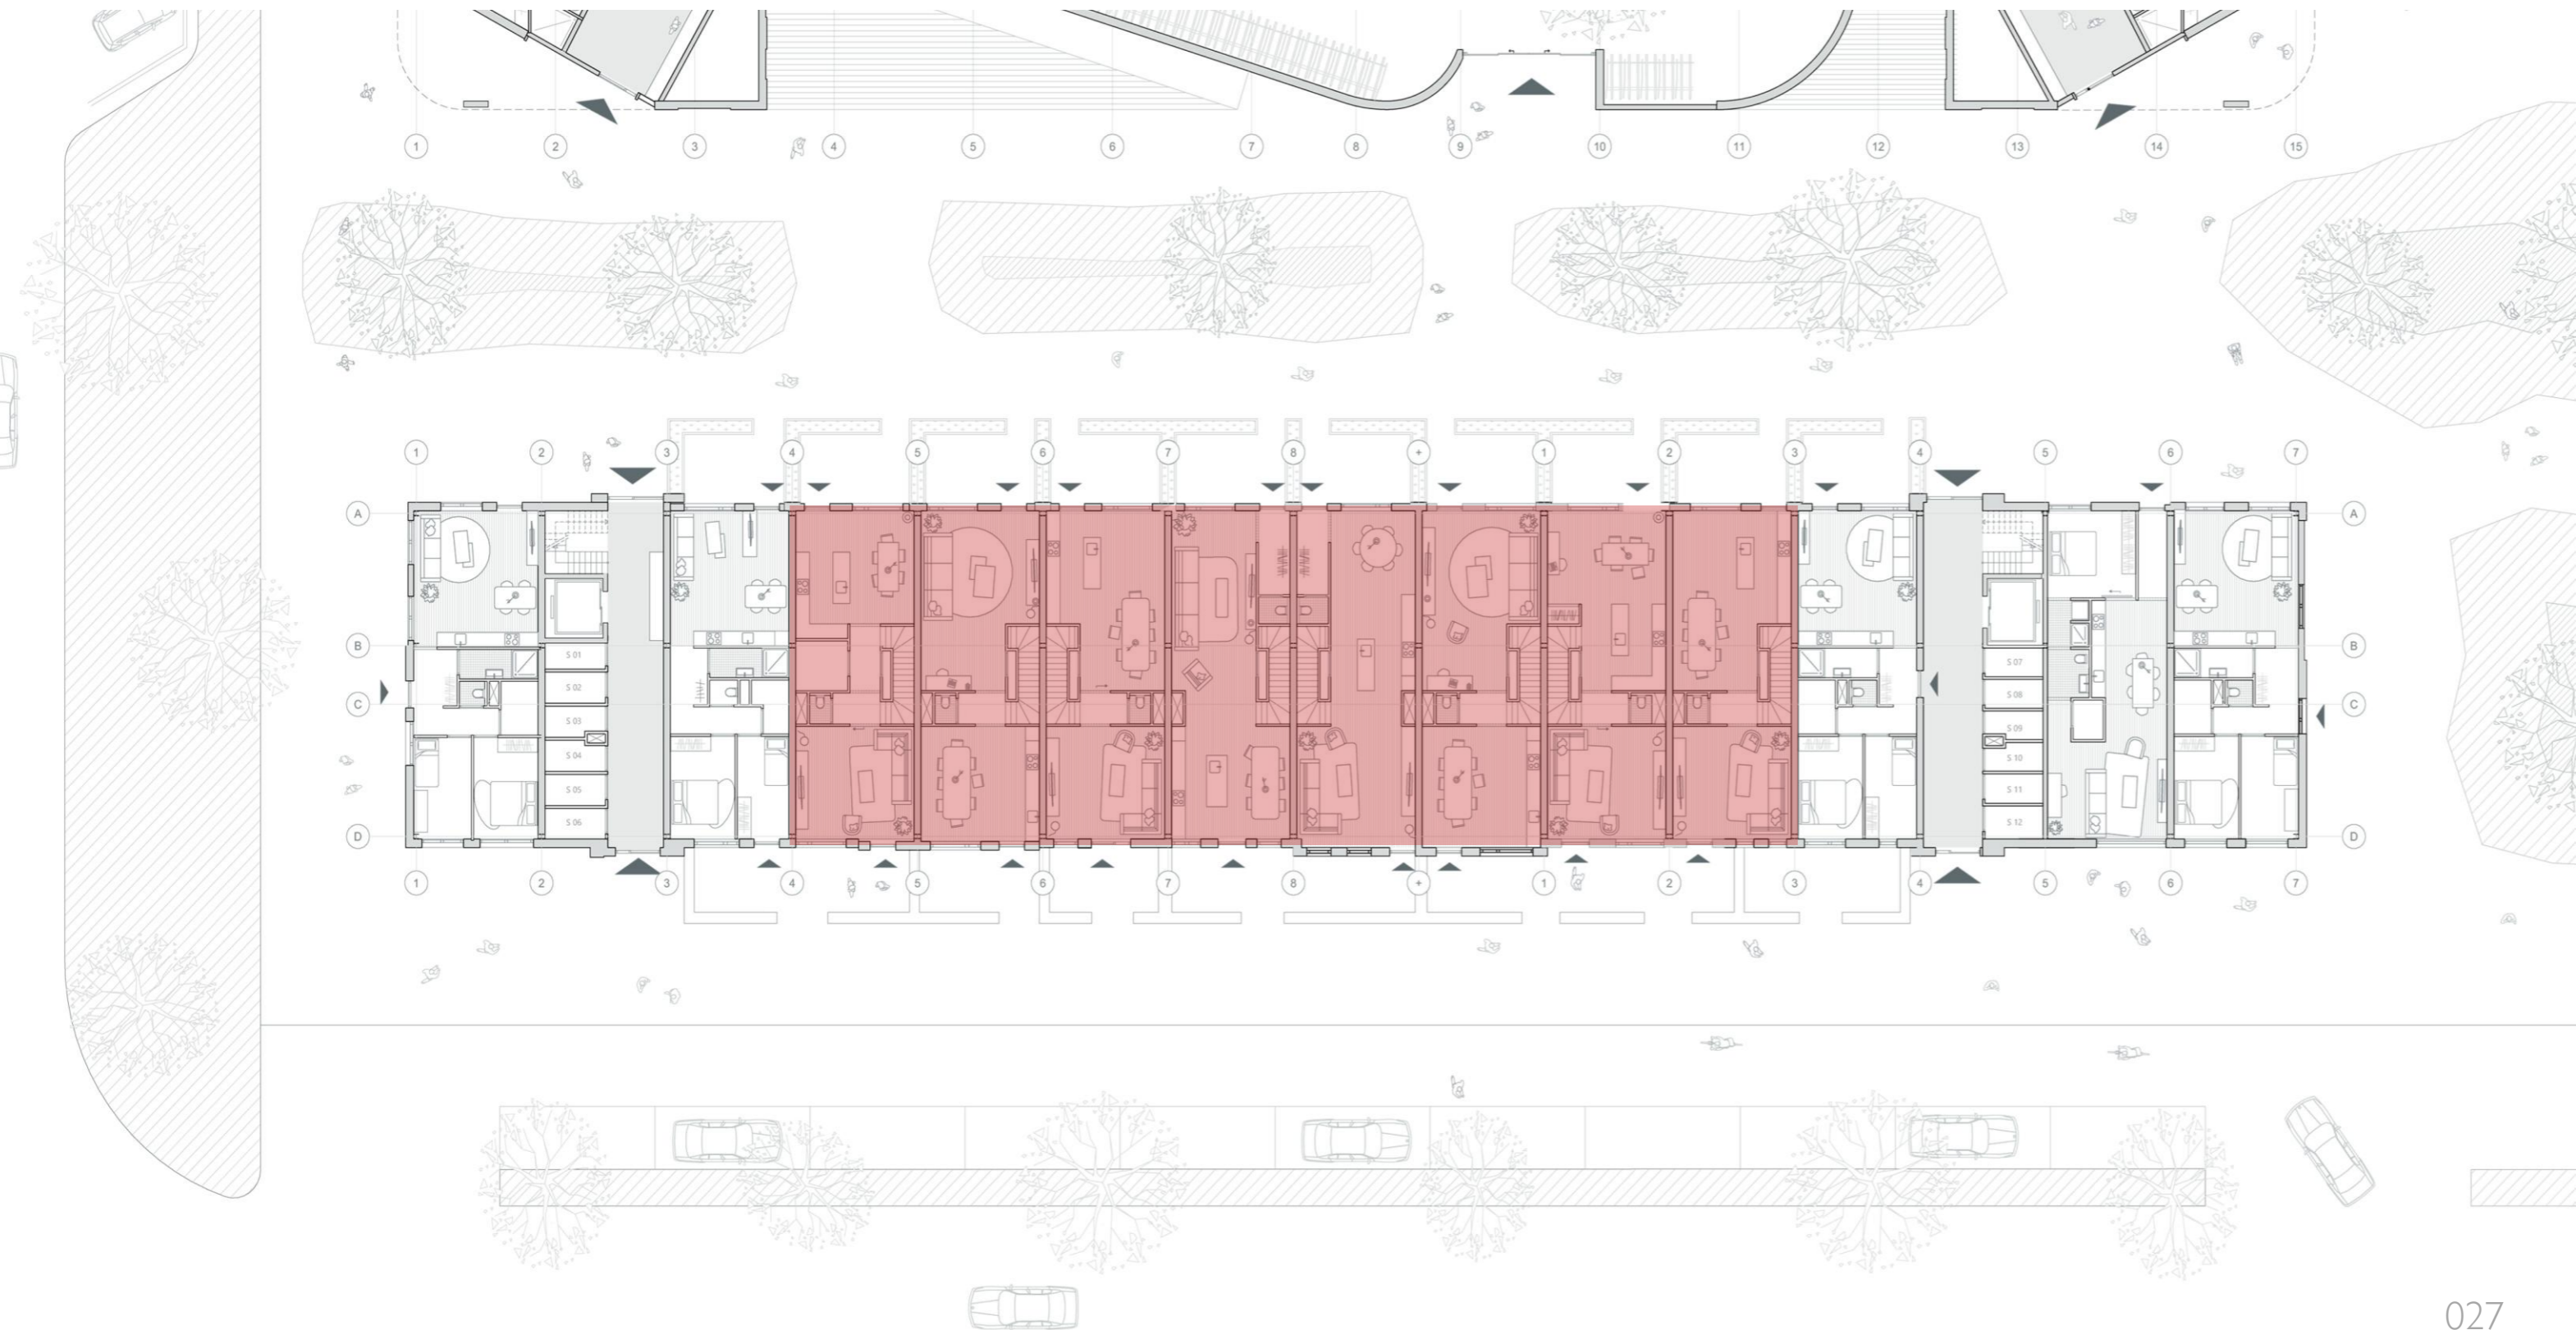 1 2 3 4 5 6 7 8 9 10 11 12 13 14 15
1 2 3 4 5 6 7 8 + 1 2 3 4 5 6 7
A A
B B
S 01 S 07
S 02 S 08
C C
S 03 S 09
S 04 S 10
S 05 S 11
S 06 S 12
D D
1 2 3 4 5 6 7 8 + 1 2 3 4 5 6 7
027